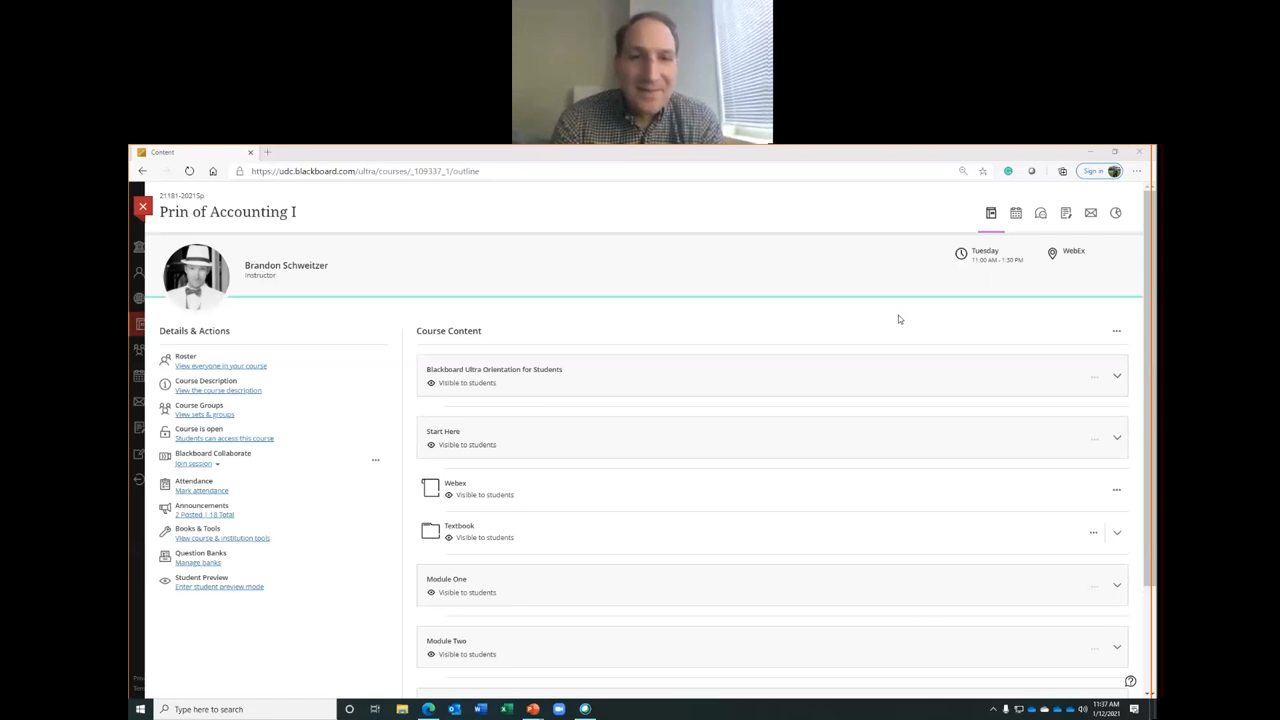 Content
https://udc.blackboard.com/ultra/courses/_109337_1/outline
Sign in
21181-2021Sp
Prin of Accounting I
Brandon Schweitzer
Instructor
Tuesday
11:00 AM - 1:30 PM
WebEx
Details & Actions
Roster
View everyone in your course
Course Description
View the course description
Course Groups
View sets & groups
Course is open
Students can access this course
Blackboard Collaborate
Join session
Attendance
Mark attendance
Announcements
2 Posted | 18 Total
Books & Tools
View course & institution tools
Question Banks
Manage banks
Student Preview
Enter student preview mode
Course Content
Blackboard Ultra Orientation for Students
Visible to students
Start Here
Visible to students
Webex
Visible to students
Textbook
Visible to students
Module One
Visible to students
Module Two
Visible to students
Type here to search
11:37 AM
1/12/2021